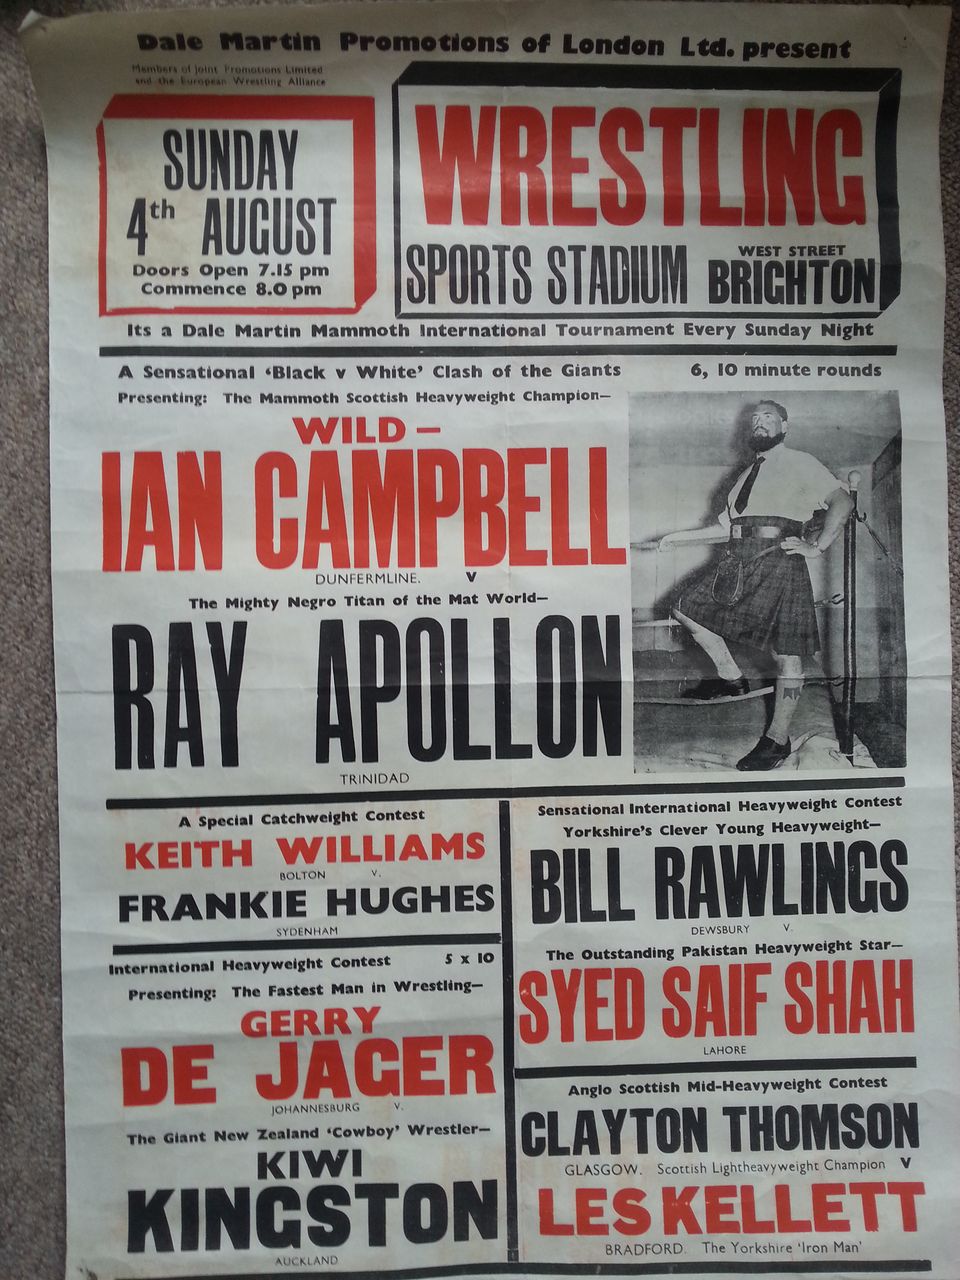 Dale Martin Promotions of London Ltd. present
Members of Joint Promotions Limited
and the European Wrestling Alliance
SUNDAY
4th AUGUST
Doors Open 7.15 pm
Commence 8.0 pm
WRESTLING
SPORTS STADIUM WEST STREET BRIGHTON
Its a Dale Martin Mammoth International Tournament Every Sunday Night
A Sensational ‘Black v White’ Clash of the Giants 6, 10 minute rounds
Presenting: The Mammoth Scottish Heavyweight Champion—
WILD —
IAN CAMPBELL
DUNFERMLINE. V
The Mighty Negro Titan of the Mat World—
RAY APOLLON
TRINIDAD
A Special Catchweight Contest
KEITH WILLIAMS
BOLTON V.
FRANKIE HUGHES
SYDENHAM
International Heavyweight Contest 5 x 10
Presenting: The Fastest Man in Wrestling—
GERRY
DE JAGER
JOHANNESBURG V.
The Giant New Zealand ‘Cowboy’ Wrestler—
KIWI
KINGSTON
AUCKLAND
Sensational International Heavyweight Contest
Yorkshire’s Clever Young Heavyweight—
BILL RAWLINGS
DEWSBURY V.
The Outstanding Pakistan Heavyweight Star—
SYED SAIF SHAH
LAHORE
Anglo Scottish Mid-Heavyweight Contest
CLAYTON THOMSON
GLASGOW. Scottish Lightheavyweight Champion V
LES KELLETT
BRADFORD. The Yorkshire ‘Iron Man’